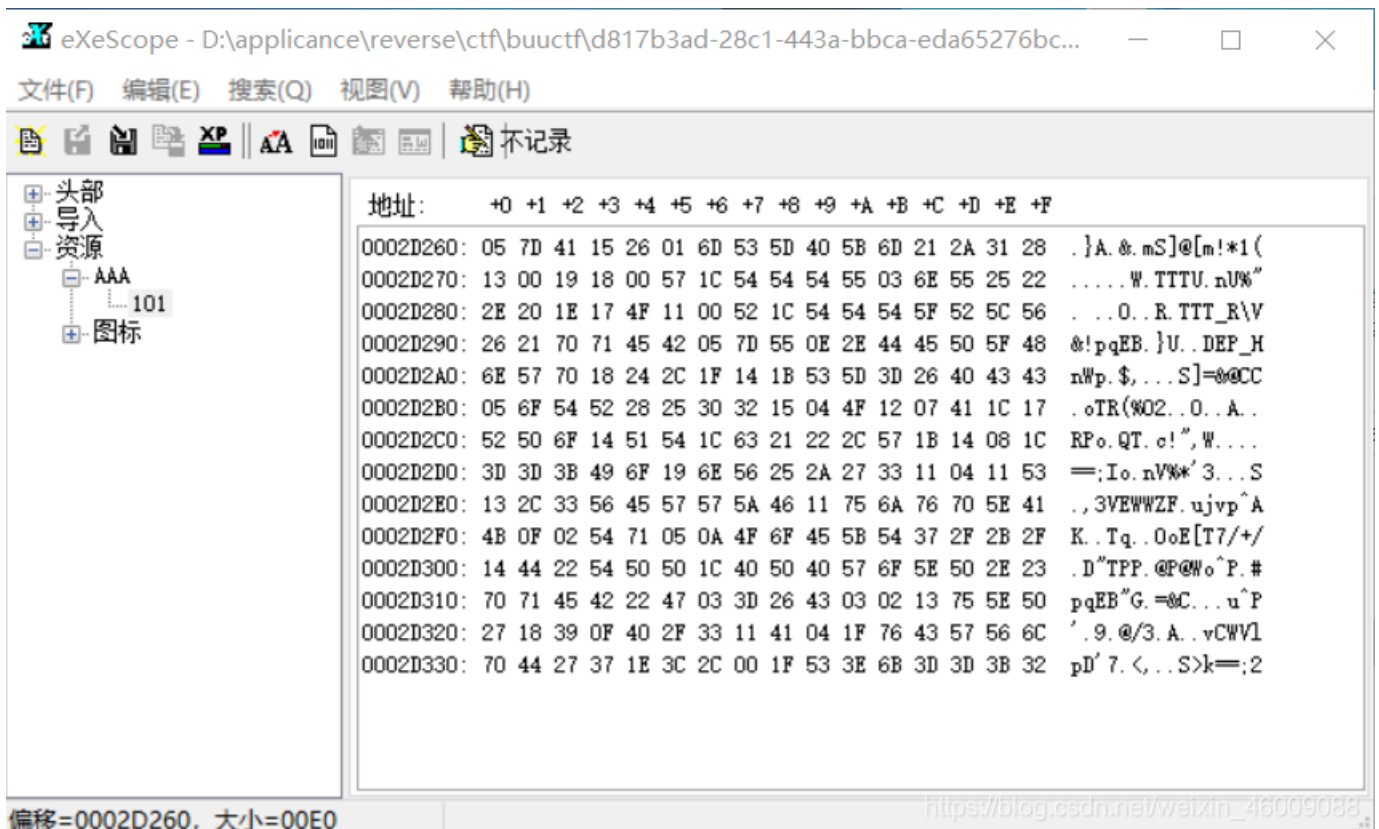 eXeScope - D:\applicance\reverse\ctf\buuctf\d817b3ad-28c1-443a-bbca-eda65276bc...
文件(F) 编辑(E) 搜索(Q) 视图(V) 帮助(H)
XP 不记录
头部
导入
资源
AAA
101
图标
地址: +0 +1 +2 +3 +4 +5 +6 +7 +8 +9 +A +B +C +D +E +F
0002D260: 05 7D 41 15 26 01 6D 53 5D 40 5B 6D 21 2A 31 28 .}A.&.mS]@[m!*1(
0002D270: 13 00 19 18 00 57 1C 54 54 54 55 03 6E 55 25 22 .....W.TTTU.nU%"
0002D280: 2E 20 1E 17 4F 11 00 52 1C 54 54 54 5F 52 5C 56 . ..O..R.TTT_R\V
0002D290: 26 21 70 71 45 42 05 7D 55 0E 2E 44 45 50 5F 48 &!pqEB.}U..DEP_H
0002D2A0: 6E 57 70 18 24 2C 1F 14 1B 53 5D 3D 26 40 43 43 nWp.$,...S]=&@CC
0002D2B0: 05 6F 54 52 28 25 30 32 15 04 4F 12 07 41 1C 17 .oTR(%02..O..A..
0002D2C0: 52 50 6F 14 51 54 1C 63 21 22 2C 57 1B 14 08 1C RPo.QT.c!",W....
0002D2D0: 3D 3D 3B 49 6F 19 6E 56 25 2A 27 33 11 04 11 53 ==;Io.nV%*'3...S
0002D2E0: 13 2C 33 56 45 57 57 5A 46 11 75 6A 76 70 5E 41 .,3VEWWZF.ujvp^A
0002D2F0: 4B 0F 02 54 71 05 0A 4F 6F 45 5B 54 37 2F 2B 2F K..Tq..OoE[T7/+/
0002D300: 14 44 22 54 50 50 1C 40 50 40 57 6F 5E 50 2E 23 .D"TPP.@P@Wo^P.#
0002D310: 70 71 45 42 22 47 03 3D 26 43 03 02 13 75 5E 50 pqEB"G.=&C...u^P
0002D320: 27 18 39 0F 40 2F 33 11 41 04 1F 76 43 57 56 6C '.9.@/3.A..vCWVl
0002D330: 70 44 27 37 1E 3C 2C 00 1F 53 3E 6B 3D 3D 3B 32 pD'7.<,..S>k==;2
偏移=0002D260, 大小=00E0
https://blog.csdn.net/weixin_46009088